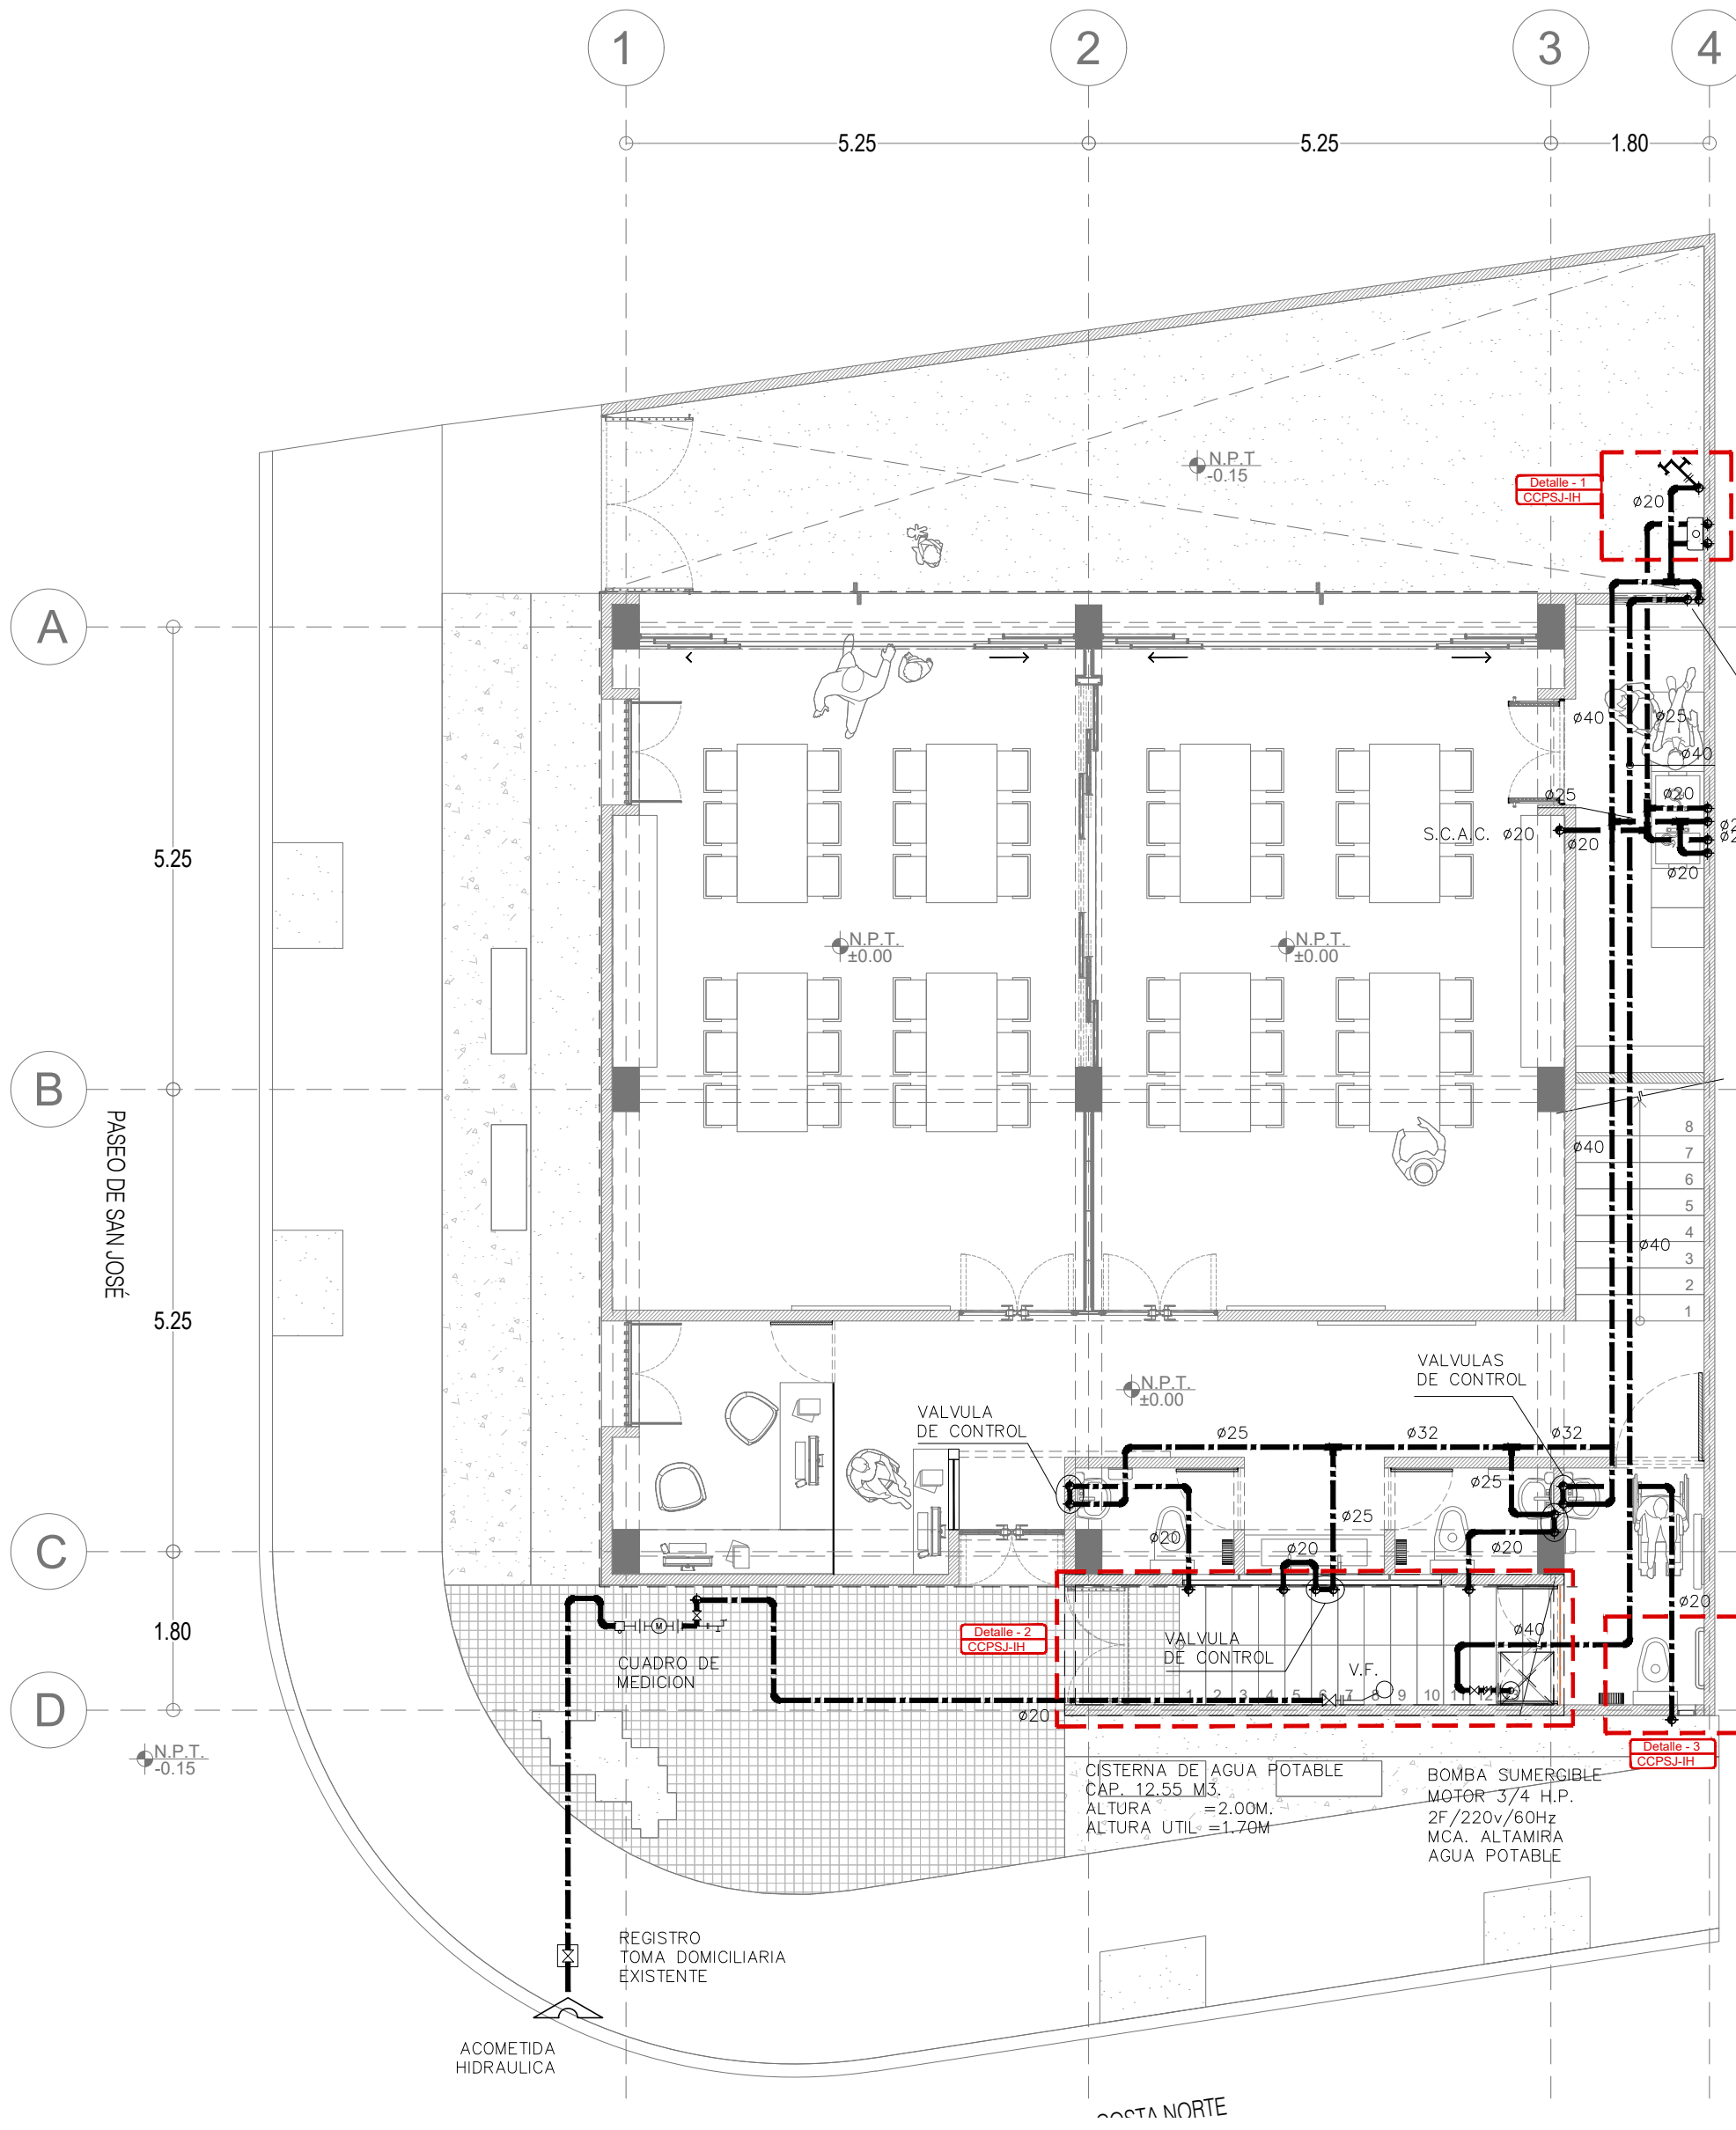 1
2
3
4
5.25
5.25
1.80
N.P.T
-0.15
Detalle - 1
CCPSJ-IH
ø20
A
ø40
ø25
ø40
ø25
ø20
S.C.A.C.
ø20
ø20
ø20
5.25
N.P.T.
±0.00
N.P.T.
±0.00
B
PASEO DE SAN JOSÉ
8
7
6
5
4
3
2
1
ø40
ø40
5.25
VALVULAS
DE CONTROL
N.P.T.
±0.00
VALVULA
DE CONTROL
ø25
ø32
ø32
ø25
ø25
C
ø20
ø20
ø20
ø20
1.80
M
CUADRO DE
MEDICION
Detalle - 2
CCPSJ-IH
VALVULA
DE CONTROL
V.F.
ø40
1 2 3 4 5 6 7 8 9 10 11 12
ø20
D
N.P.T.
-0.15
Detalle - 3
CCPSJ-IH
CISTERNA DE AGUA POTABLE
CAP. 12.55 M3.
ALTURA =2.00M.
ALTURA UTIL =1.70M
BOMBA SUMERGIBLE
MOTOR 3/4 H.P.
2F/220v/60Hz
MCA. ALTAMIRA
AGUA POTABLE
REGISTRO
TOMA DOMICILIARIA
EXISTENTE
ACOMETIDA
HIDRAULICA
COSTA NORTE